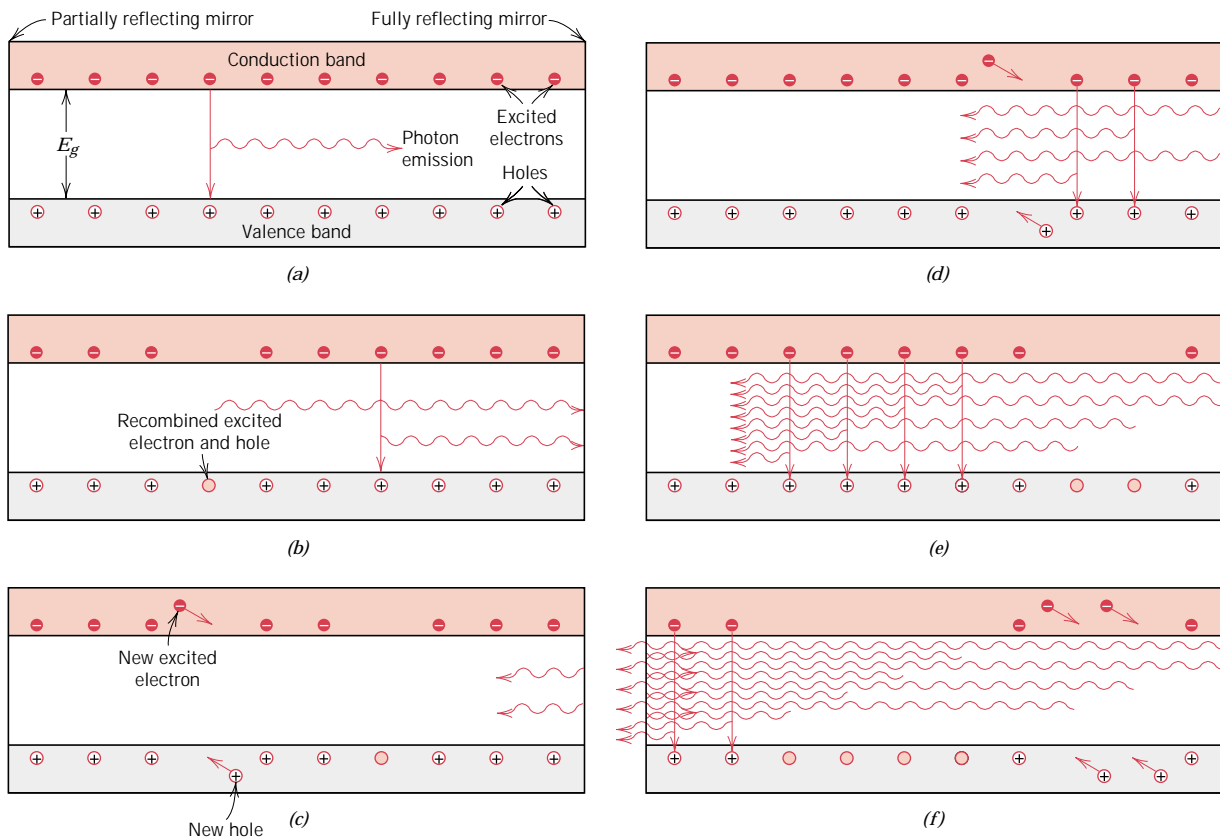 Partially reflecting mirror
Fully reflecting mirror
Conduction band
E_g
Photon
emission
Excited
electrons
Holes
Valence band
(a)
Recombined excited
electron and hole
(b)
New excited
electron
New hole
(c)
(d)
(e)
(f)